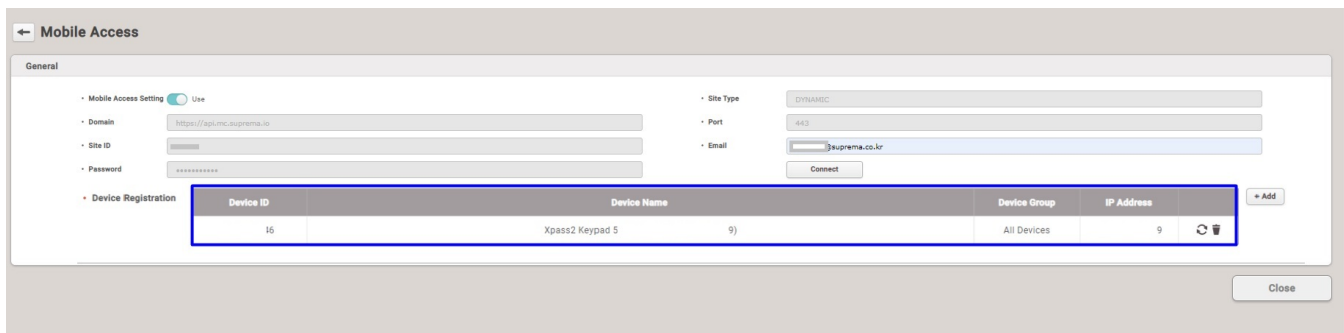 Mobile Access
General
Mobile Access Setting Use
Site Type DYNAMIC
Domain https://api.mc.suprema.io
Port 443
Site ID
Email @suprema.co.kr
Password ***********
Connect
Device Registration
Device ID Device Name Device Group IP Address
+ Add
46 Xpass2 Keypad 5 9) All Devices 9
Close